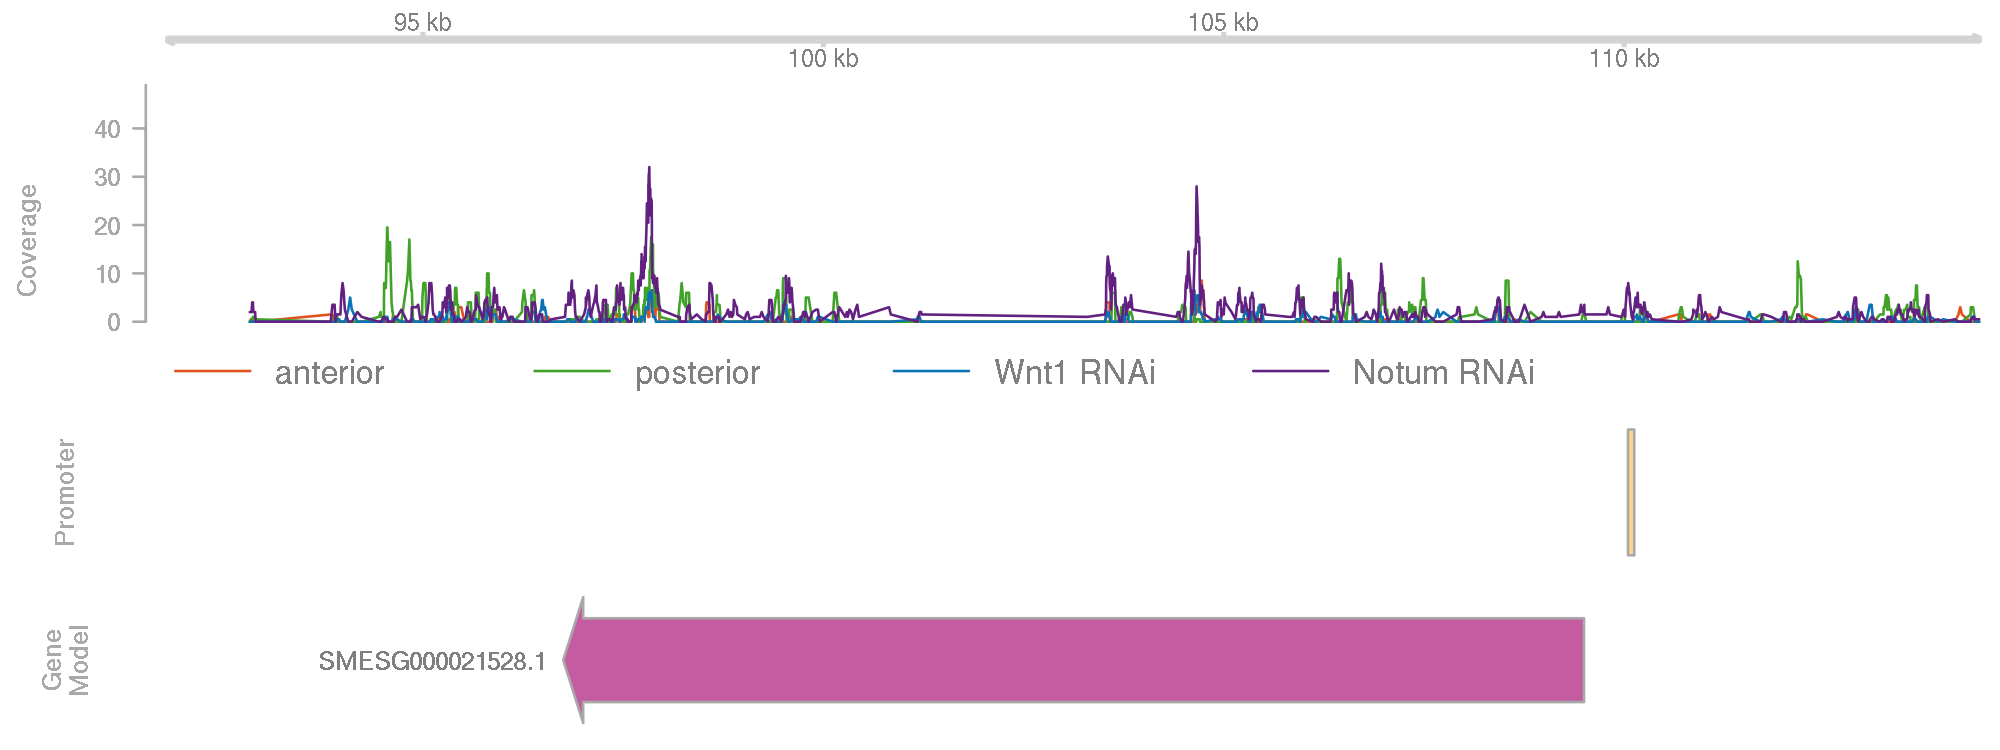 95 kb
105 kb
100 kb
110 kb
Coverage
40
30
20
10
0
anterior
posterior
Wnt1 RNAi
Notum RNAi
Promoter
Gene
Model
SMESG000021528.1